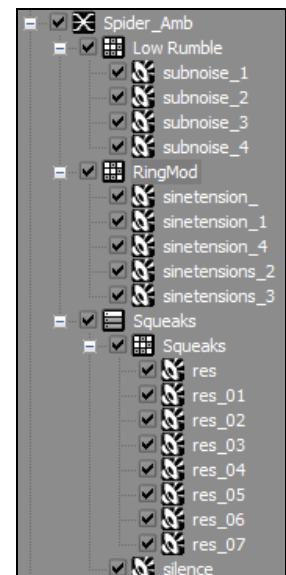 Spider_Amb
Low Rumble
subnoise_1
subnoise_2
subnoise_3
subnoise_4
RingMod
sinetension_
sinetension_1
sinetension_4
sinetensions_2
sinetensions_3
Squeaks
Squeaks
res
res_01
res_02
res_03
res_04
res_05
res_06
res_07
silence